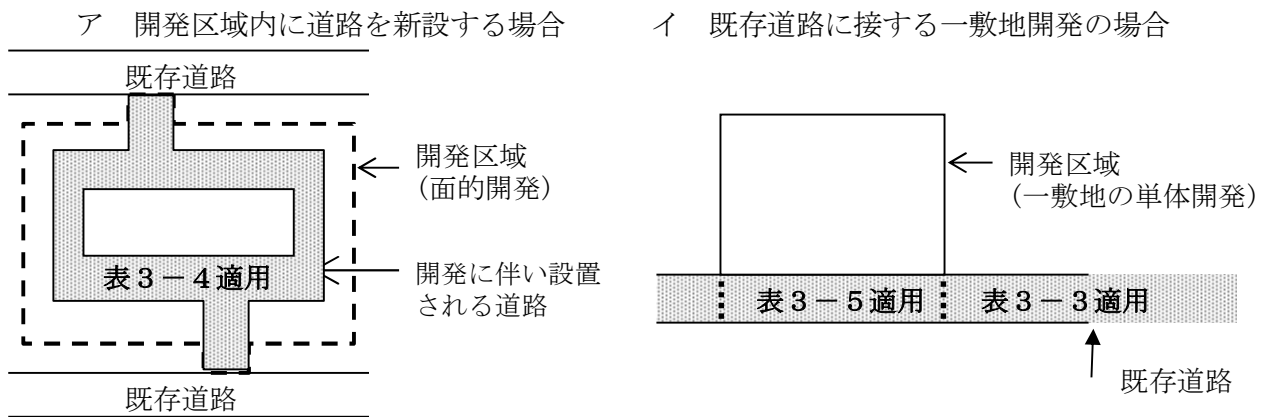 ア 開発区域内に道路を新設する場合
既存道路
開発区域
(面的開発)
表3-4適用
開発に伴い設置
される道路
既存道路
イ 既存道路に接する一敷地開発の場合
開発区域
(一敷地の単体開発)
表3-5適用
表3-3適用
既存道路